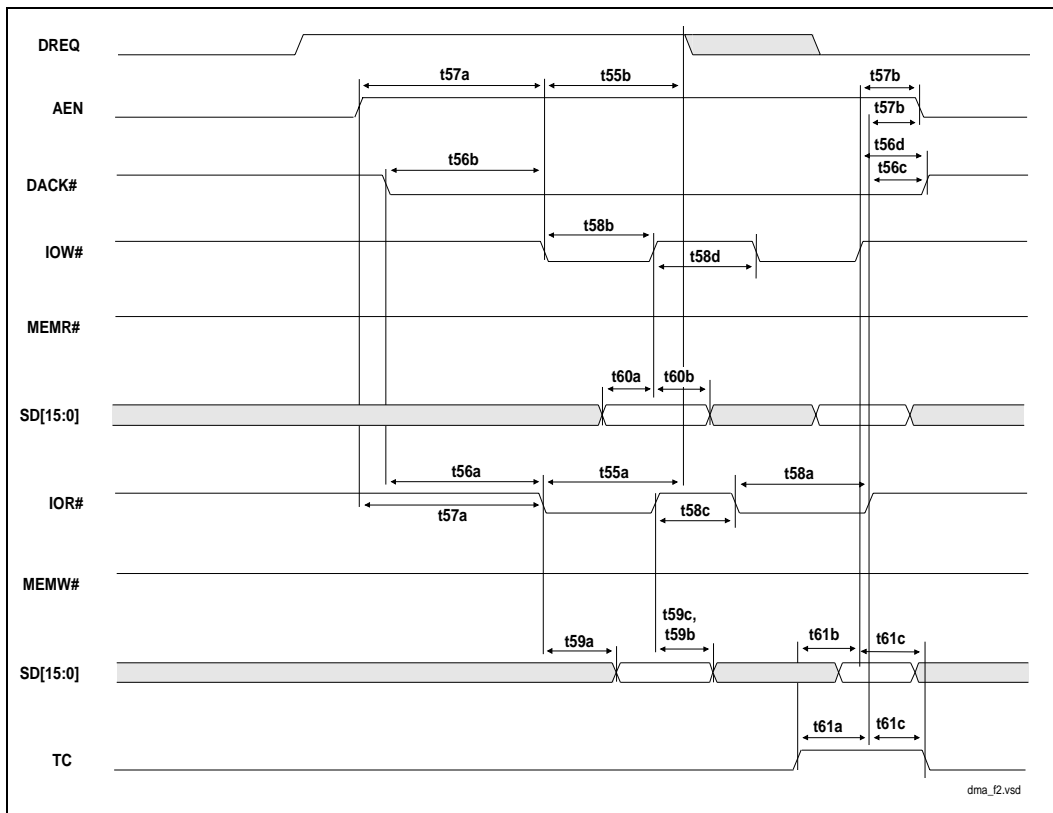 DREQ
t57a t55b t57b
AEN
t57b
t56d
t56b t56c
DACK#
t58b
IOW#
t58d
MEMR#
t60a t60b
SD[15:0]
t56a t55a t58a
IOR#
t57a t58c
MEMW#
t59c,
t59a t59b t61b t61c
SD[15:0]
t61a t61c
TC
dma_f2.vsd